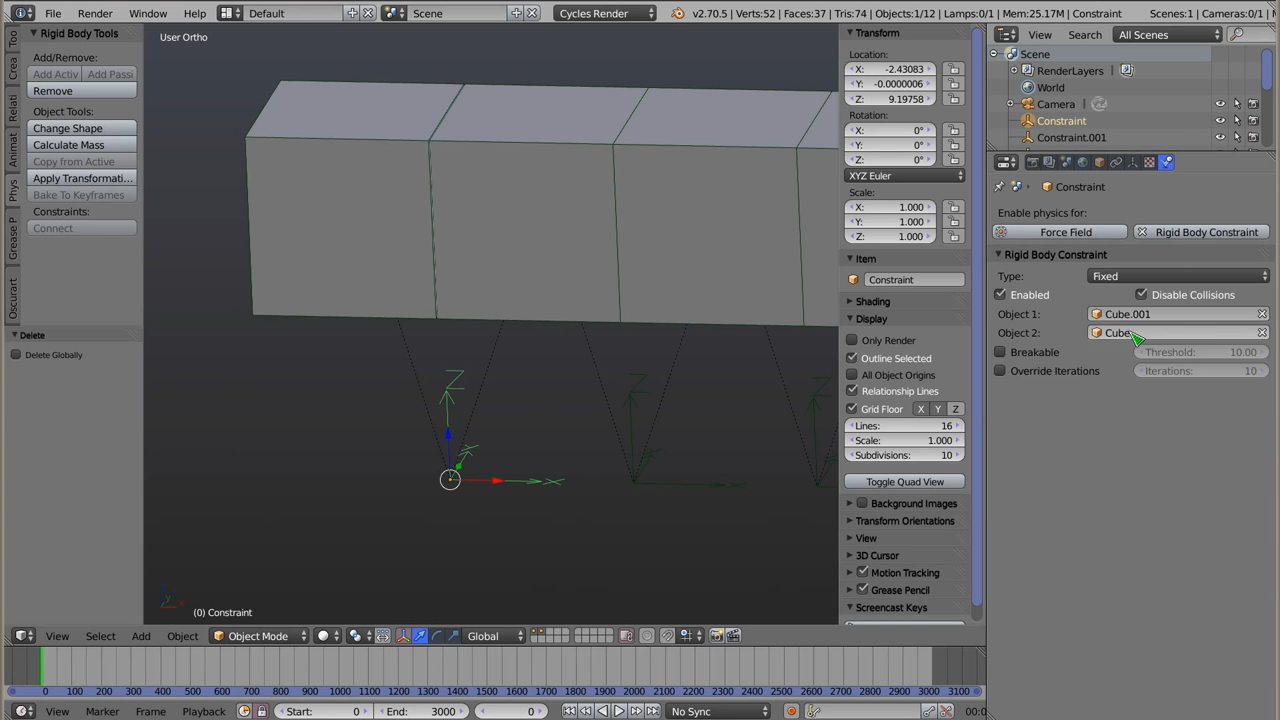 File Render Window Help Default Scene Cycles Render v2.70.5 | Verts:52 | Faces:37 | Tris:74 | Objects:1/12 | Lamps:0/1 | Mem:25.17M | Constraint Scenes:1 | Cameras:0/1 |
Rigid Body Tools
Add/Remove:
Add Activ Add Passi
Remove
Object Tools:
Change Shape
Calculate Mass
Copy from Active
Apply Transformati...
Bake To Keyframes
Constraints:
Connect
Delete
Delete Globally
Too
Crea
Relati
Animat
Phys
Grease P
Oscurart
User Ortho
Z
X
Z
X
Z
(0) Constraint
Transform
Location:
X: -2.43083
Y: -0.0000006
Z: 9.19758
Rotation:
X: 0°
Y: 0°
Z: 0°
XYZ Euler
Scale:
X: 1.000
Y: 1.000
Z: 1.000
Item
Constraint
Shading
Display
Only Render
Outline Selected
All Object Origins
Relationship Lines
Grid Floor X Y Z
Lines: 16
Scale: 1.000
Subdivisions: 10
Toggle Quad View
Background Images
Transform Orientations
View
3D Cursor
Motion Tracking
Grease Pencil
Screencast Keys
View Search All Scenes
Scene
RenderLayers
World
Camera
Constraint
Constraint.001
Constraint
Enable physics for:
Force Field Rigid Body Constraint
Rigid Body Constraint
Type: Fixed
Enabled Disable Collisions
Object 1: Cube.001
Object 2: Cube
Breakable Threshold: 10.00
Override Iterations Iterations: 10
View Select Add Object Object Mode Global
0 100 200 300 400 500 600 700 800 900 1000 1100 1200 1300 1400 1500 1600 1700 1800 1900 2000 2100 2200 2300 2400 2500 2600 2700 2800 2900 3000 3100
View Marker Frame Playback Start: 0 End: 3000 0 No Sync 00:0